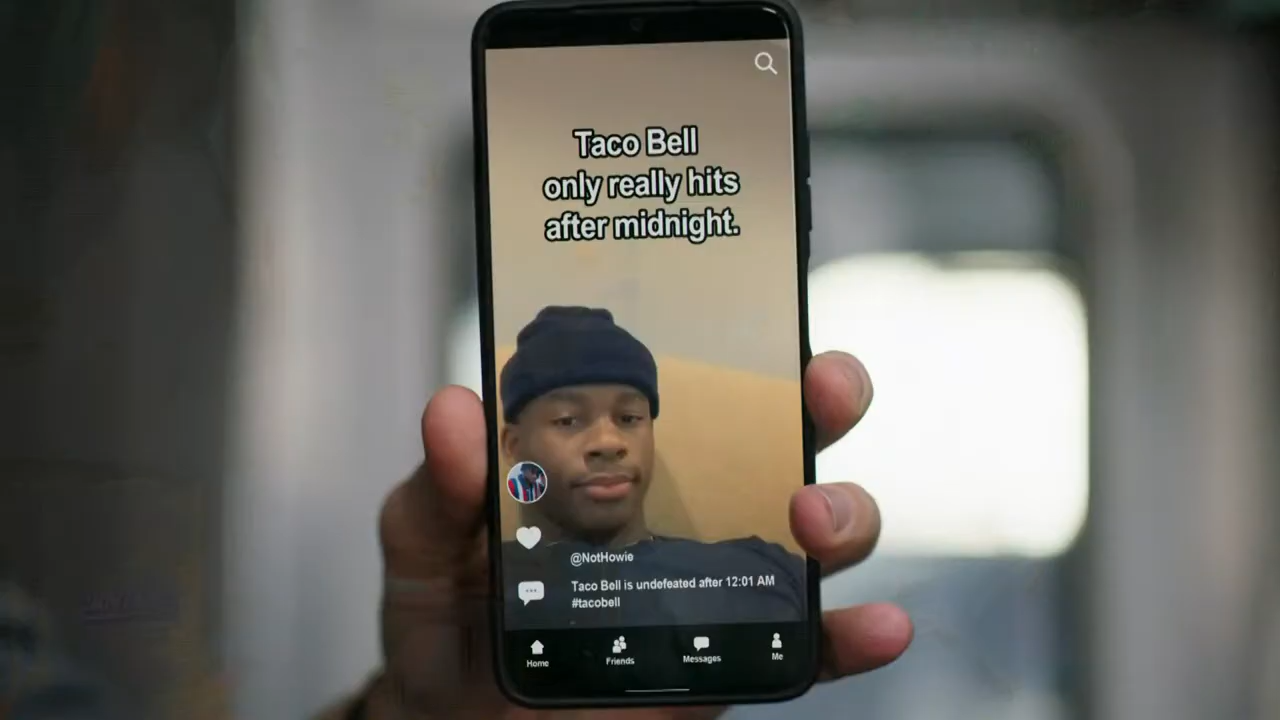 Taco Bell
only really hits
after midnight.
@NotHowie
Taco Bell is undefeated after 12:01 AM
#tacobell
Home
Friends
Messages
Me